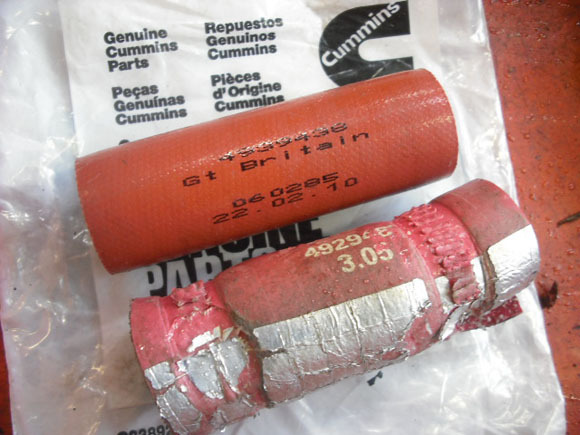 Genuine
Cummins
Parts
Repuestos
Genuinos
Cummins
Peças
Genuínas
Cummins
Pièces
d'Origine
Cummins
Cummins
Gt Britain
060285
22.02.10
PARTS
3.05